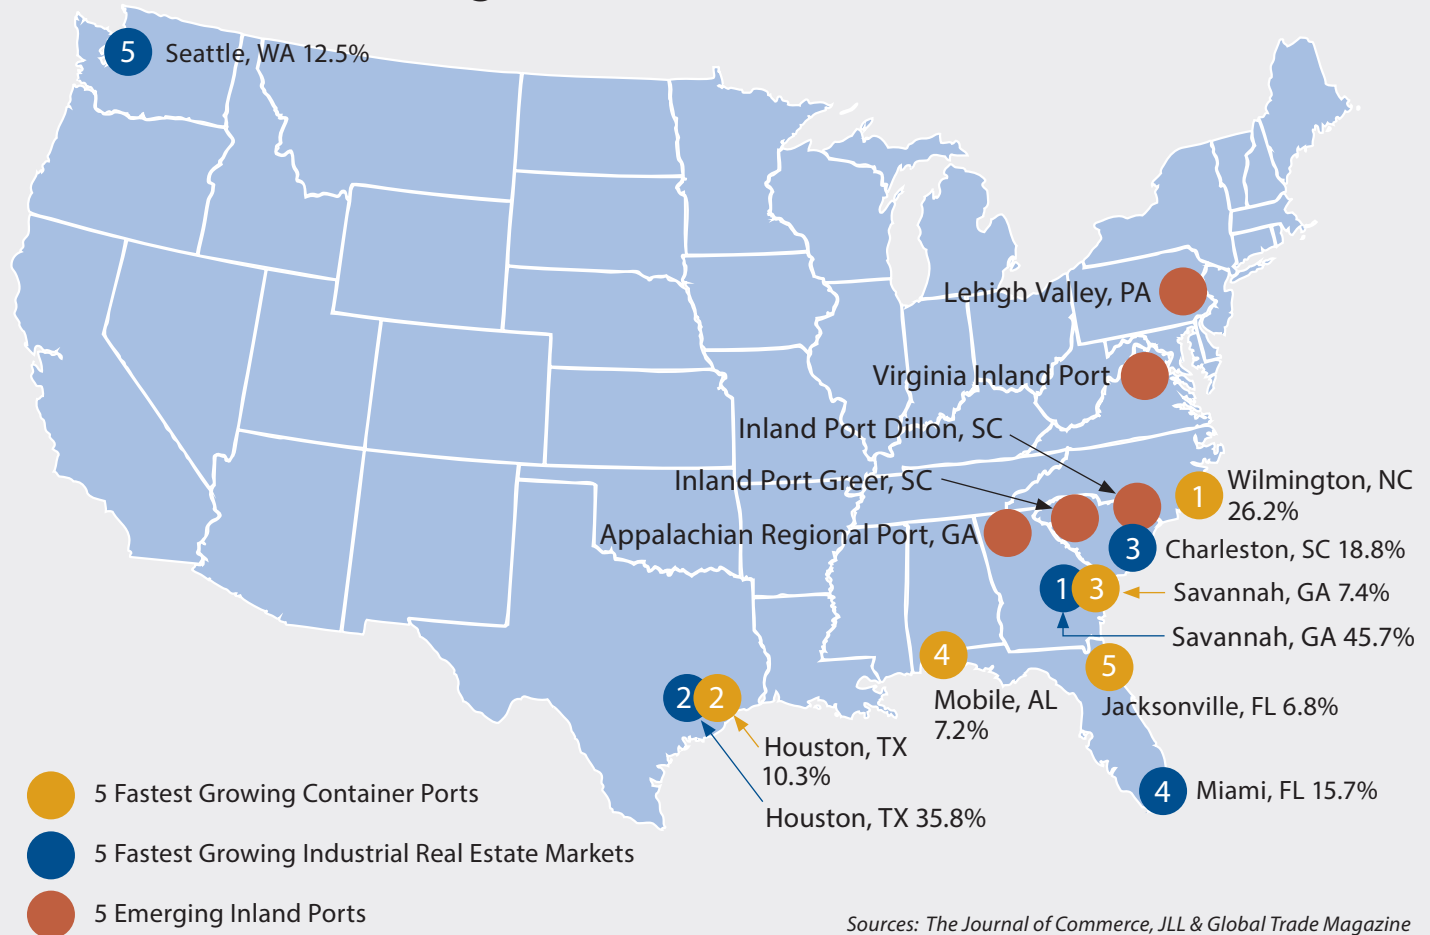 5
Seattle, WA 12.5%
Lehigh Valley, PA
Virginia Inland Port
Inland Port Dillon, SC
Inland Port Greer, SC
Appalachian Regional Port, GA
1
Wilmington, NC
26.2%
3
Charleston, SC 18.8%
1
3
Savannah, GA 7.4%
Savannah, GA 45.7%
4
Mobile, AL
7.2%
5
Jacksonville, FL 6.8%
2
2
Houston, TX
10.3%
Houston, TX 35.8%
4
Miami, FL 15.7%
5 Fastest Growing Container Ports
5 Fastest Growing Industrial Real Estate Markets
5 Emerging Inland Ports
Sources: The Journal of Commerce, JLL & Global Trade Magazine